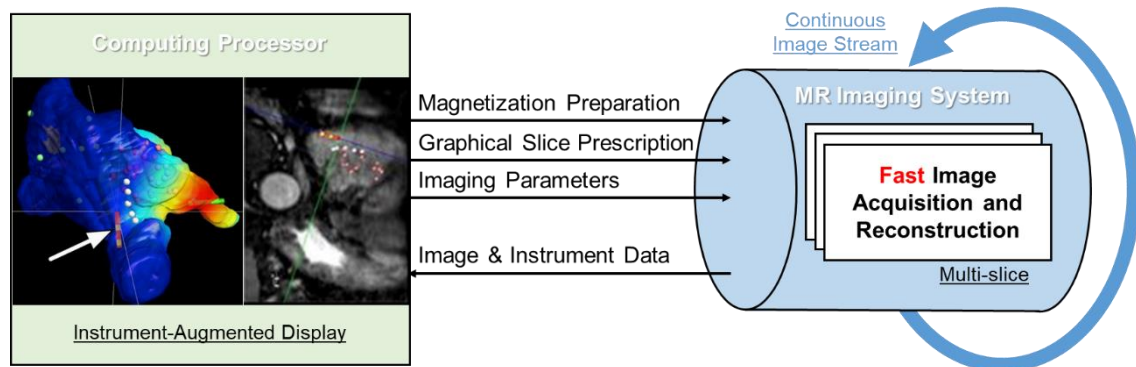 Computing Processor
Instrument-Augmented Display
Magnetization Preparation
Graphical Slice Prescription
Imaging Parameters
Image & Instrument Data
Continuous
Image Stream
MR Imaging System
Fast Image
Acquisition and
Reconstruction
Multi-slice